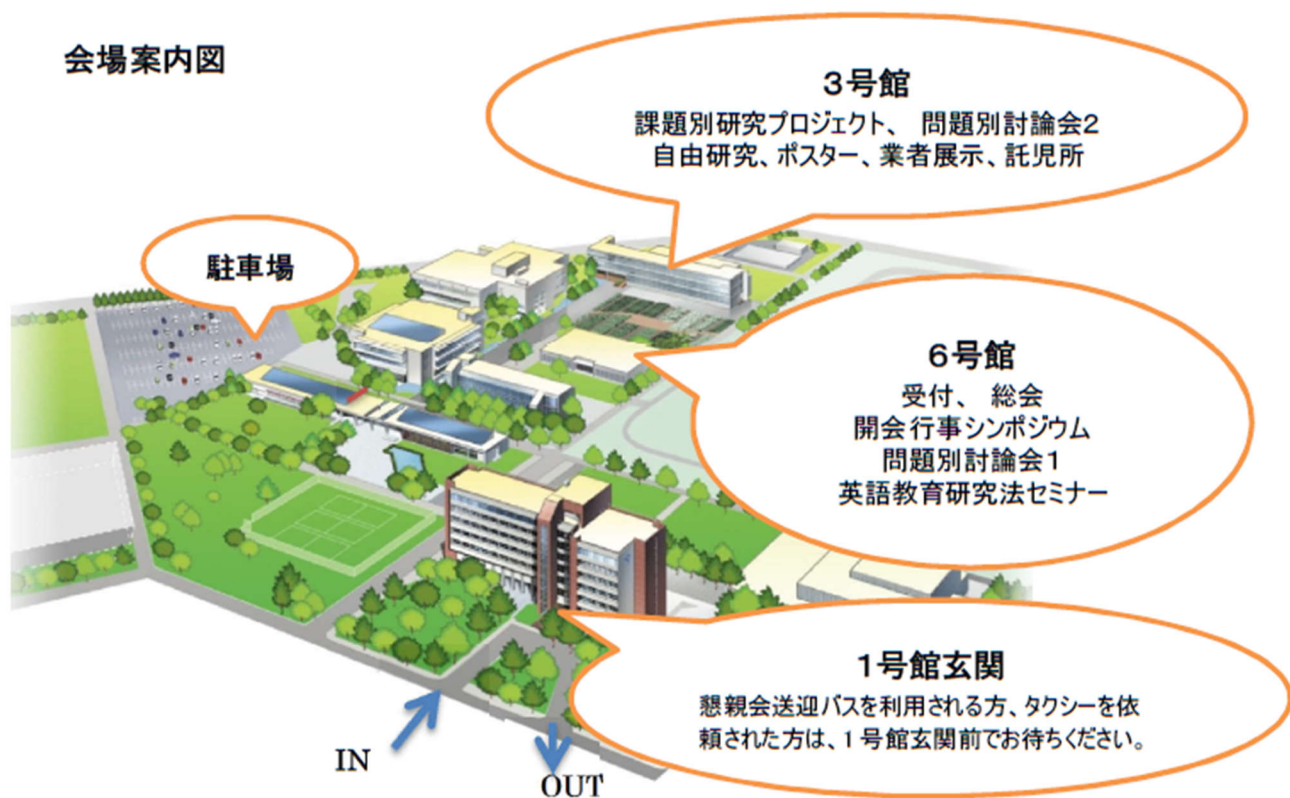 会場案内図
3号館
課題別研究プロジェクト、 問題別討論会2
自由研究、ポスター、業者展示、託児所
駐車場
6号館
受付、 総会
開会行事シンポジウム
問題別討論会1
英語教育研究法セミナー
1号館玄関
懇親会送迎バスを利用される方、タクシーを依
頼された方は、1号館玄関前でお待ちください。
IN
OUT